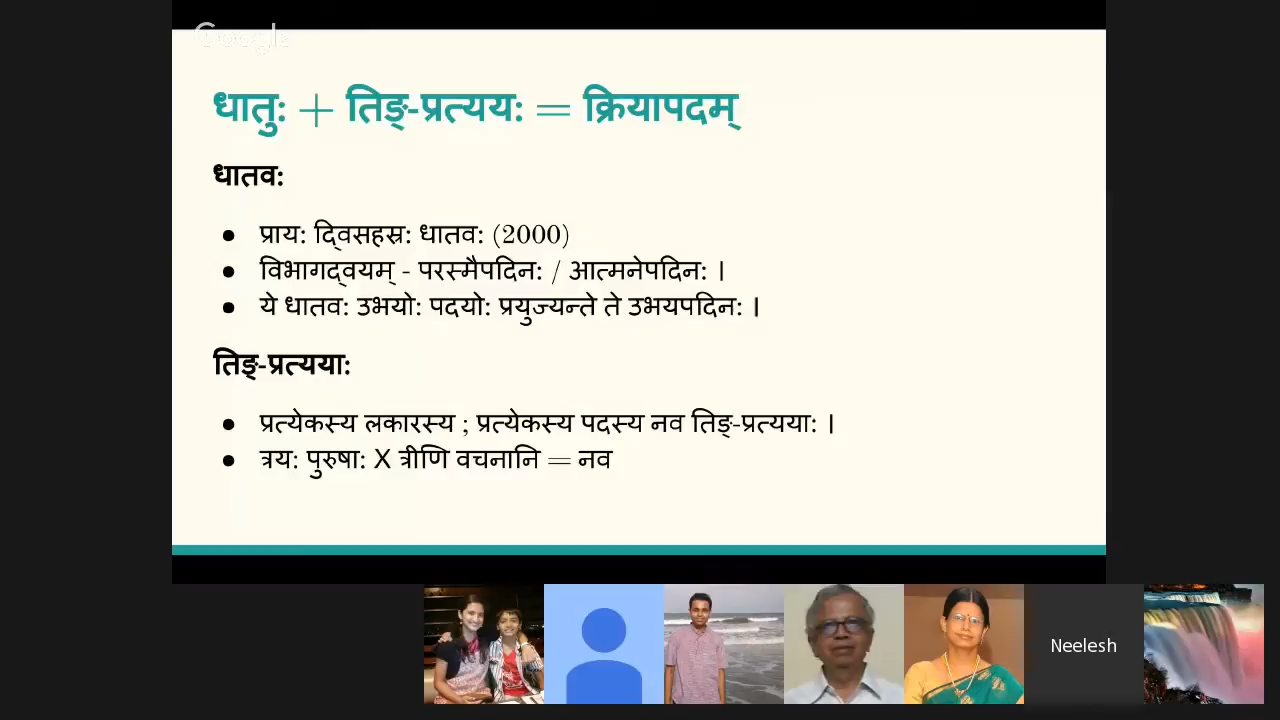 Google
धातु: + तिङ्-प्रत्यय: = क्रियापदम्
धातव:
● प्राय: द्विसहस्र: धातव: (2000)
● विभागद्वयम् - परस्मैपदिन: / आत्मनेपदिन: ।
● ये धातव: उभयो: पदयो: प्रयुज्यन्ते ते उभयपदिन: ।
तिङ्-प्रत्यया:
● प्रत्येकस्य लकारस्य ; प्रत्येकस्य पदस्य नव तिङ्-प्रत्यया: ।
● त्रय: पुरुषा: X त्रीणि वचनानि = नव
Neelesh